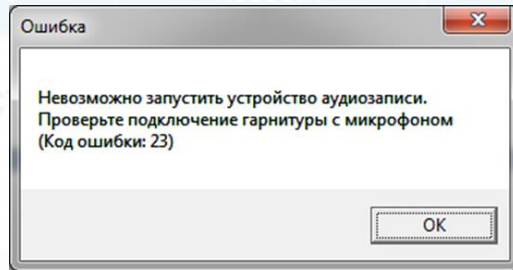 Ошибка
Невозможно запустить устройство аудиозаписи.
Проверьте подключение гарнитуры с микрофоном
(Код ошибки: 23)
OK